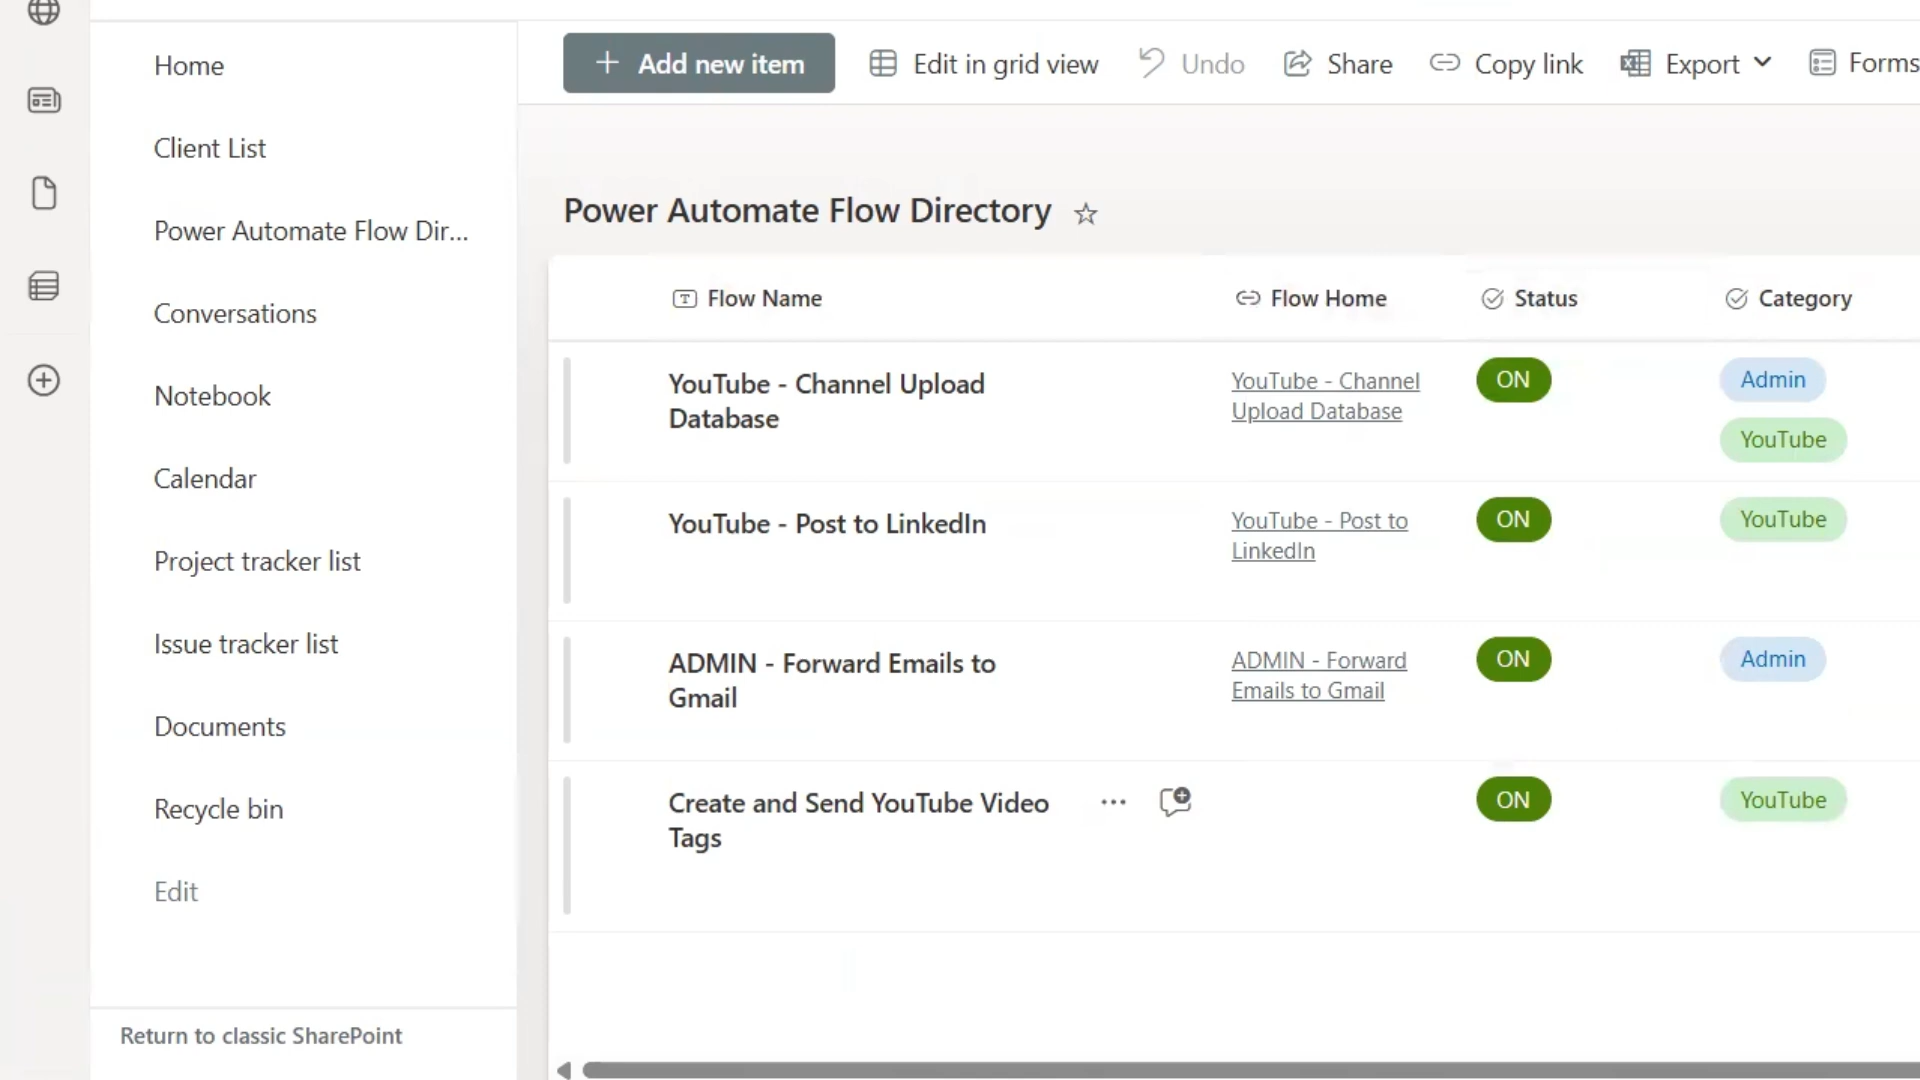 Home
Client List
Power Automate Flow Dir...
Conversations
Notebook
Calendar
Project tracker list
Issue tracker list
Documents
Recycle bin
Edit
Return to classic SharePoint
Add new item
Edit in grid view
Undo
Share
Copy link
Export
Forms
Power Automate Flow Directory
Flow Name
Flow Home
Status
Category
YouTube - Channel Upload
Database
YouTube - Channel
Upload Database
ON
Admin
YouTube
YouTube - Post to LinkedIn
YouTube - Post to
LinkedIn
ON
YouTube
ADMIN - Forward Emails to
Gmail
ADMIN - Forward
Emails to Gmail
ON
Admin
Create and Send YouTube Video
Tags
ON
YouTube